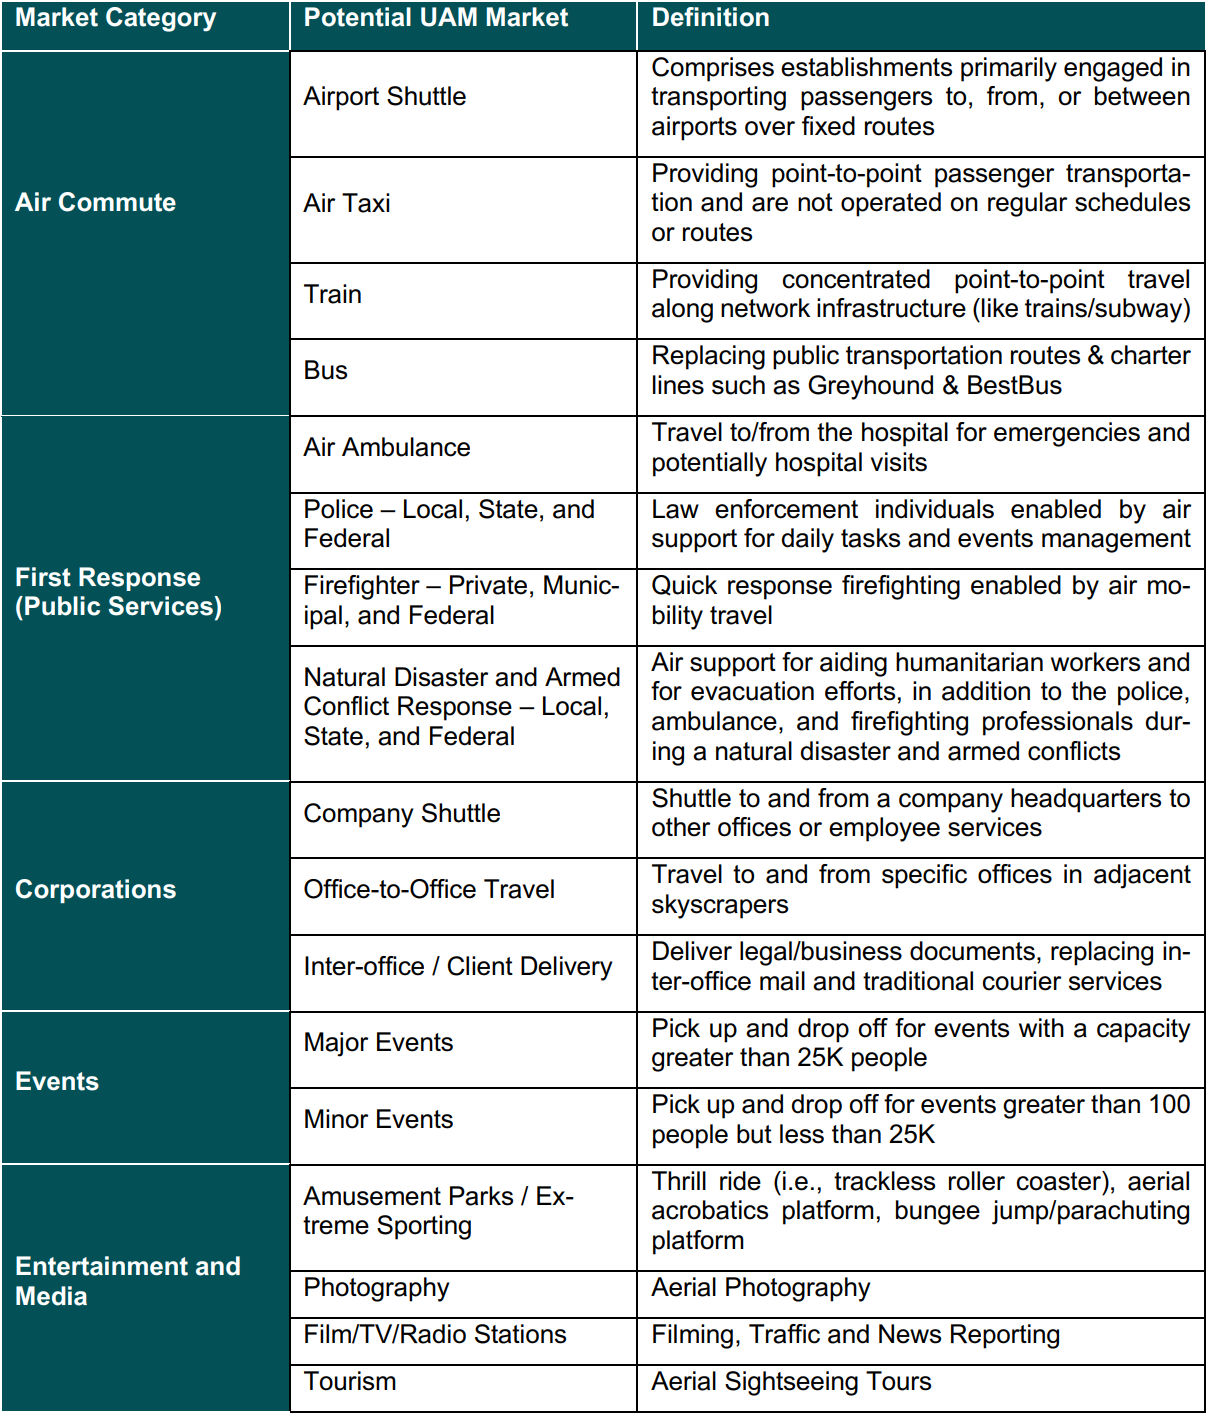 Market Category
Potential UAM Market
Definition
Air Commute
Airport Shuttle
Comprises establishments primarily engaged in
transporting passengers to, from, or between
airports over fixed routes
Air Taxi
Providing point-to-point passenger transporta-
tion and are not operated on regular schedules
or routes
Train
Providing concentrated point-to-point travel
along network infrastructure (like trains/subway)
Bus
Replacing public transportation routes & charter
lines such as Greyhound & BestBus
First Response
(Public Services)
Air Ambulance
Travel to/from the hospital for emergencies and
potentially hospital visits
Police – Local, State, and
Federal
Law enforcement individuals enabled by air
support for daily tasks and events management
Firefighter – Private, Munic-
ipal, and Federal
Quick response firefighting enabled by air mo-
bility travel
Natural Disaster and Armed
Conflict Response – Local,
State, and Federal
Air support for aiding humanitarian workers and
for evacuation efforts, in addition to the police,
ambulance, and firefighting professionals dur-
ing a natural disaster and armed conflicts
Corporations
Company Shuttle
Shuttle to and from a company headquarters to
other offices or employee services
Office-to-Office Travel
Travel to and from specific offices in adjacent
skyscrapers
Inter-office / Client Delivery
Deliver legal/business documents, replacing in-
ter-office mail and traditional courier services
Events
Major Events
Pick up and drop off for events with a capacity
greater than 25K people
Minor Events
Pick up and drop off for events greater than 100
people but less than 25K
Entertainment and
Media
Amusement Parks / Ex-
treme Sporting
Thrill ride (i.e., trackless roller coaster), aerial
acrobatics platform, bungee jump/parachuting
platform
Photography
Aerial Photography
Film/TV/Radio Stations
Filming, Traffic and News Reporting
Tourism
Aerial Sightseeing Tours